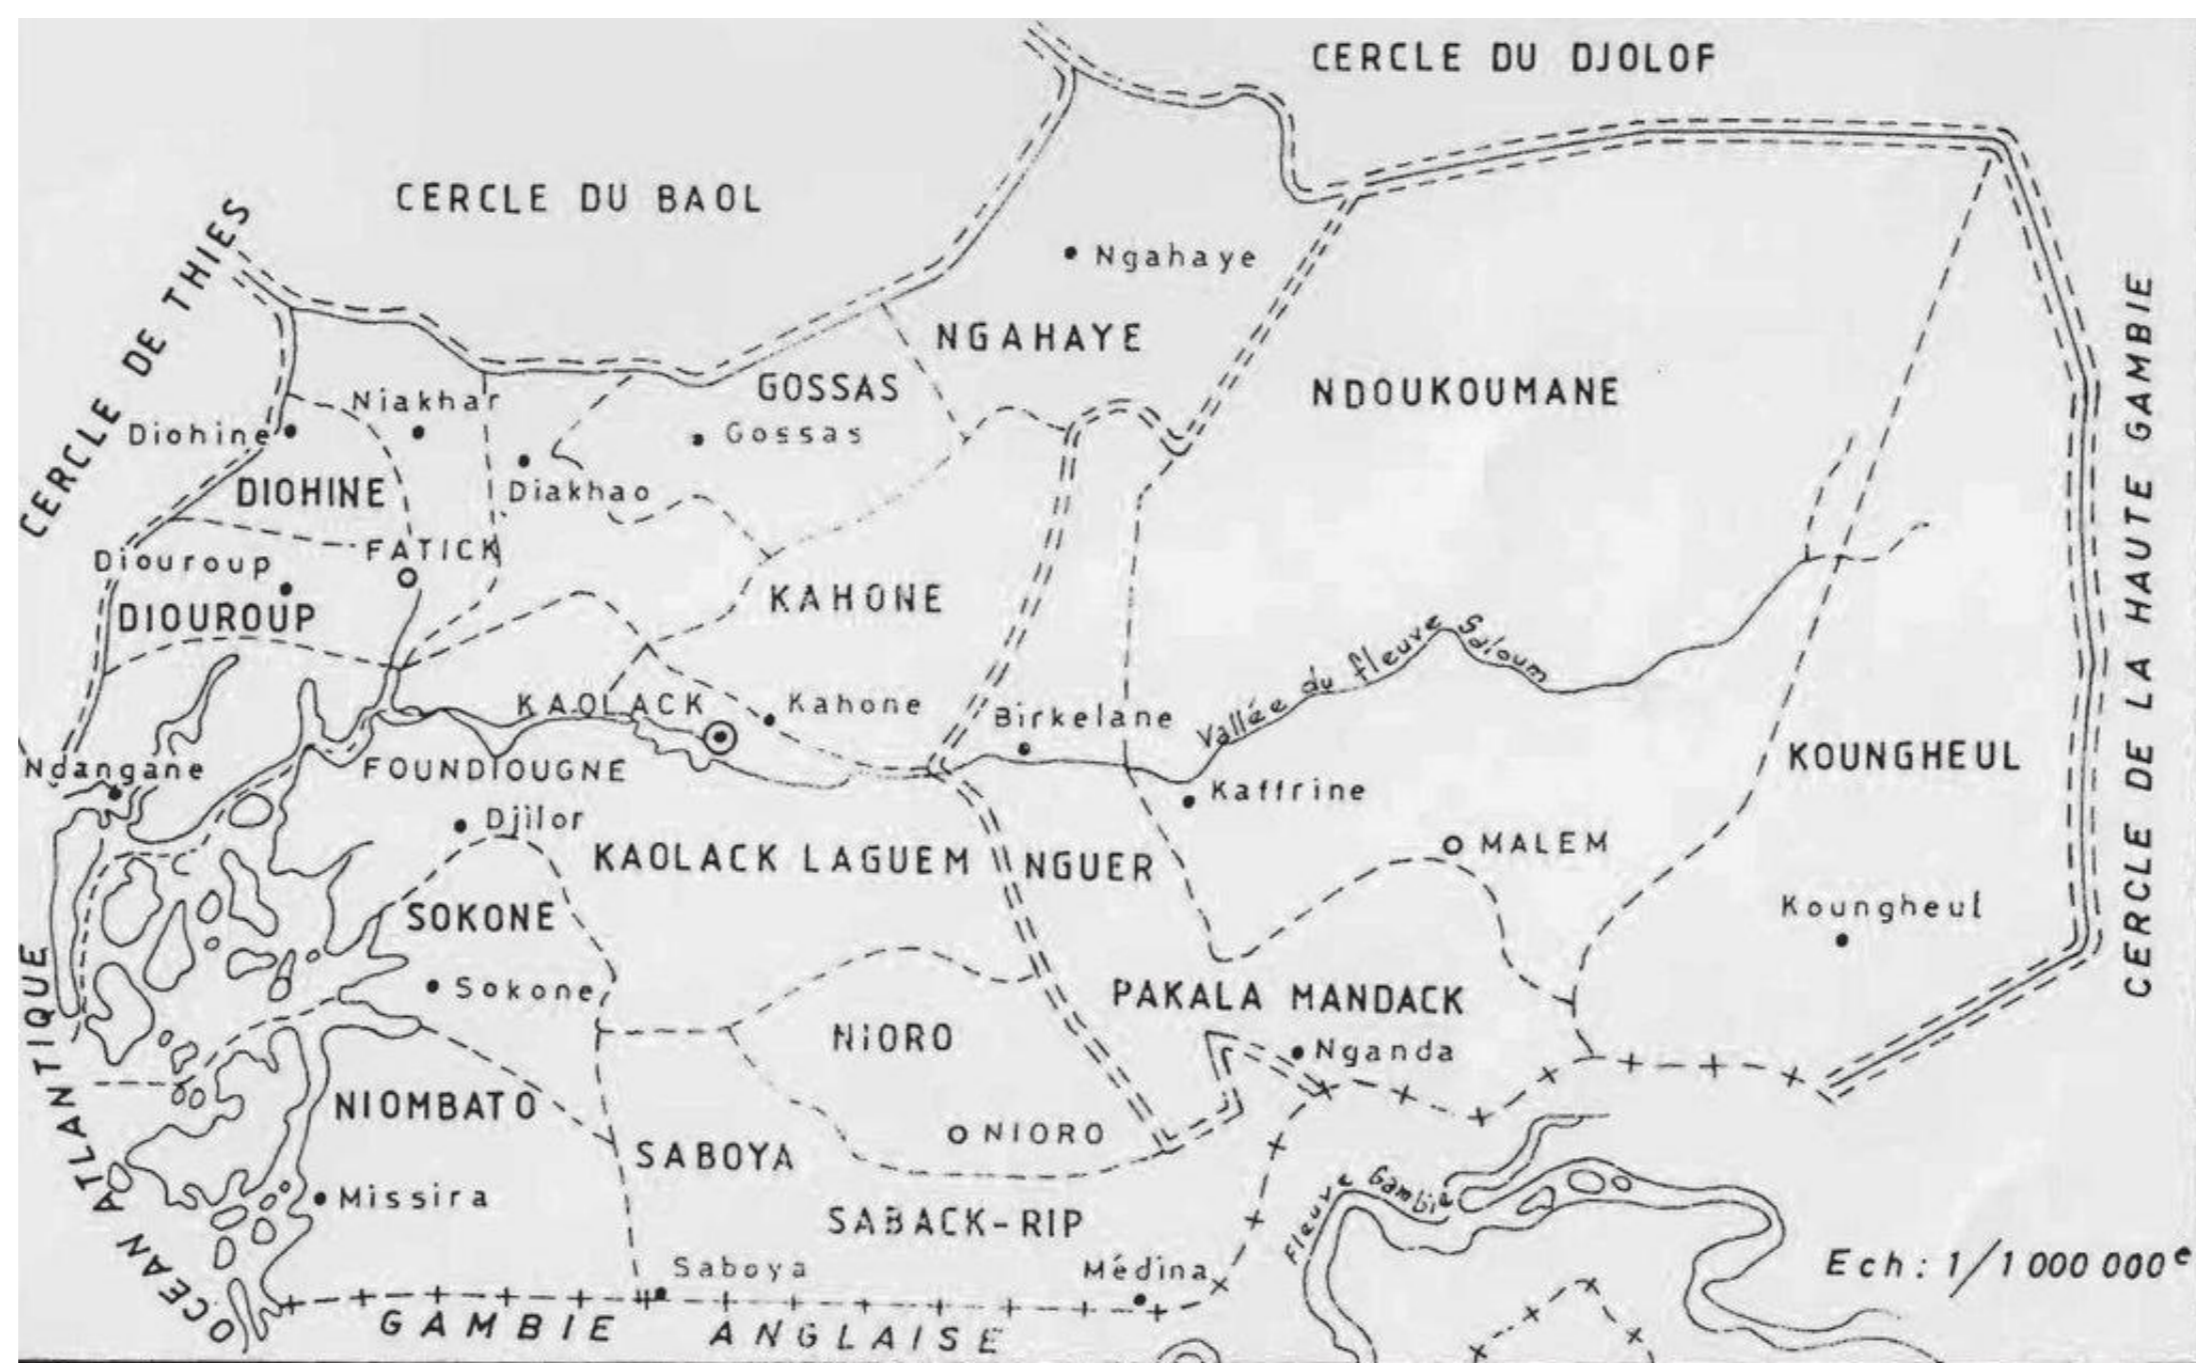 CERCLE DU DJOLOF
CERCLE DU BAOL
CERCLE DE THIES
Ngahaye
NGAHAYE
GOSSAS
Gossas
NDOUKOUMANE
Niakhar
Diohine
DIOHINE
Diakhao
FATICK
Diouroup
DIOUROUP
KAHONE
CERCLE DE LA HAUTE GAMBIE
Vallée du fleuve Saloum
KAOLACK
Kahone
Birkelane
KOUNGHEUL
Ndangane
FOUNDIOUGNE
Kaffrine
Djilor
MALEM
KAOLACK LAGUEM
NGUER
SOKONE
Koungheul
Sokone
PAKALA MANDACK
NIORO
Nganda
NIOMBATO
NIORO
SABOYA
Missira
SABACK-RIP
Fleuve Gambie
Saboya
Médina
Ech: 1/1 000 000e
OCEAN ATLANTIQUE
GAMBIE ANGLAISE